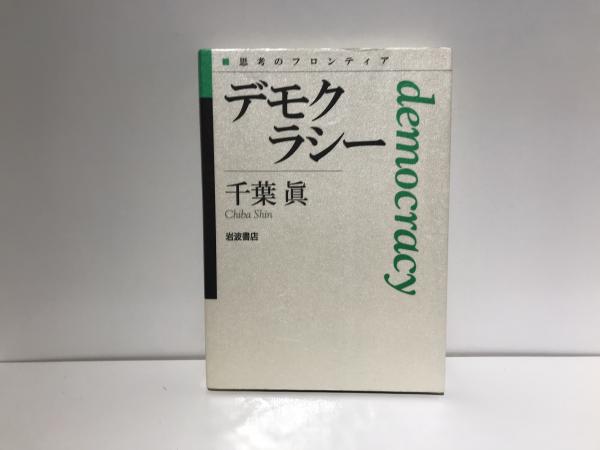 ■思考のフロンティア
デモク
ラシー
democracy
千葉 眞
Chiba Shin
岩波書店